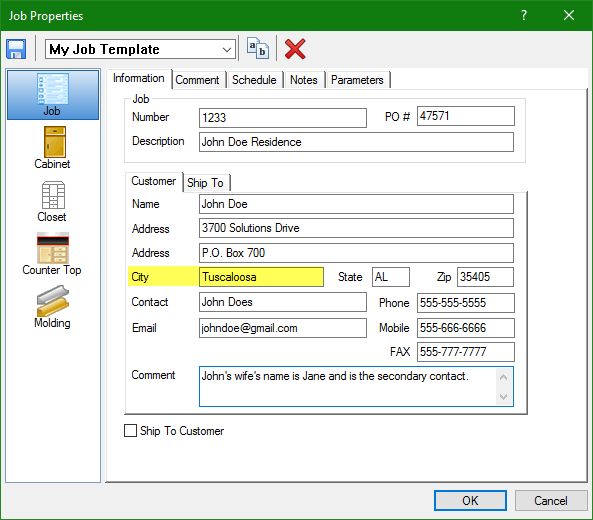 Job Properties ?
My Job Template a b
Job
Cabinet
Closet
Counter Top
Molding
Information Comment Schedule Notes Parameters
Job
Number 1233 PO # 47571
Description John Doe Residence
Customer Ship To
Name John Doe
Address 3700 Solutions Drive
Address P.O. Box 700
City Tuscaloosa State AL Zip 35405
Contact John Does Phone 555-555-5555
Email johndoe@gmail.com Mobile 555-666-6666
FAX 555-777-7777
Comment John's wife's name is Jane and is the secondary contact.
Ship To Customer
OK Cancel